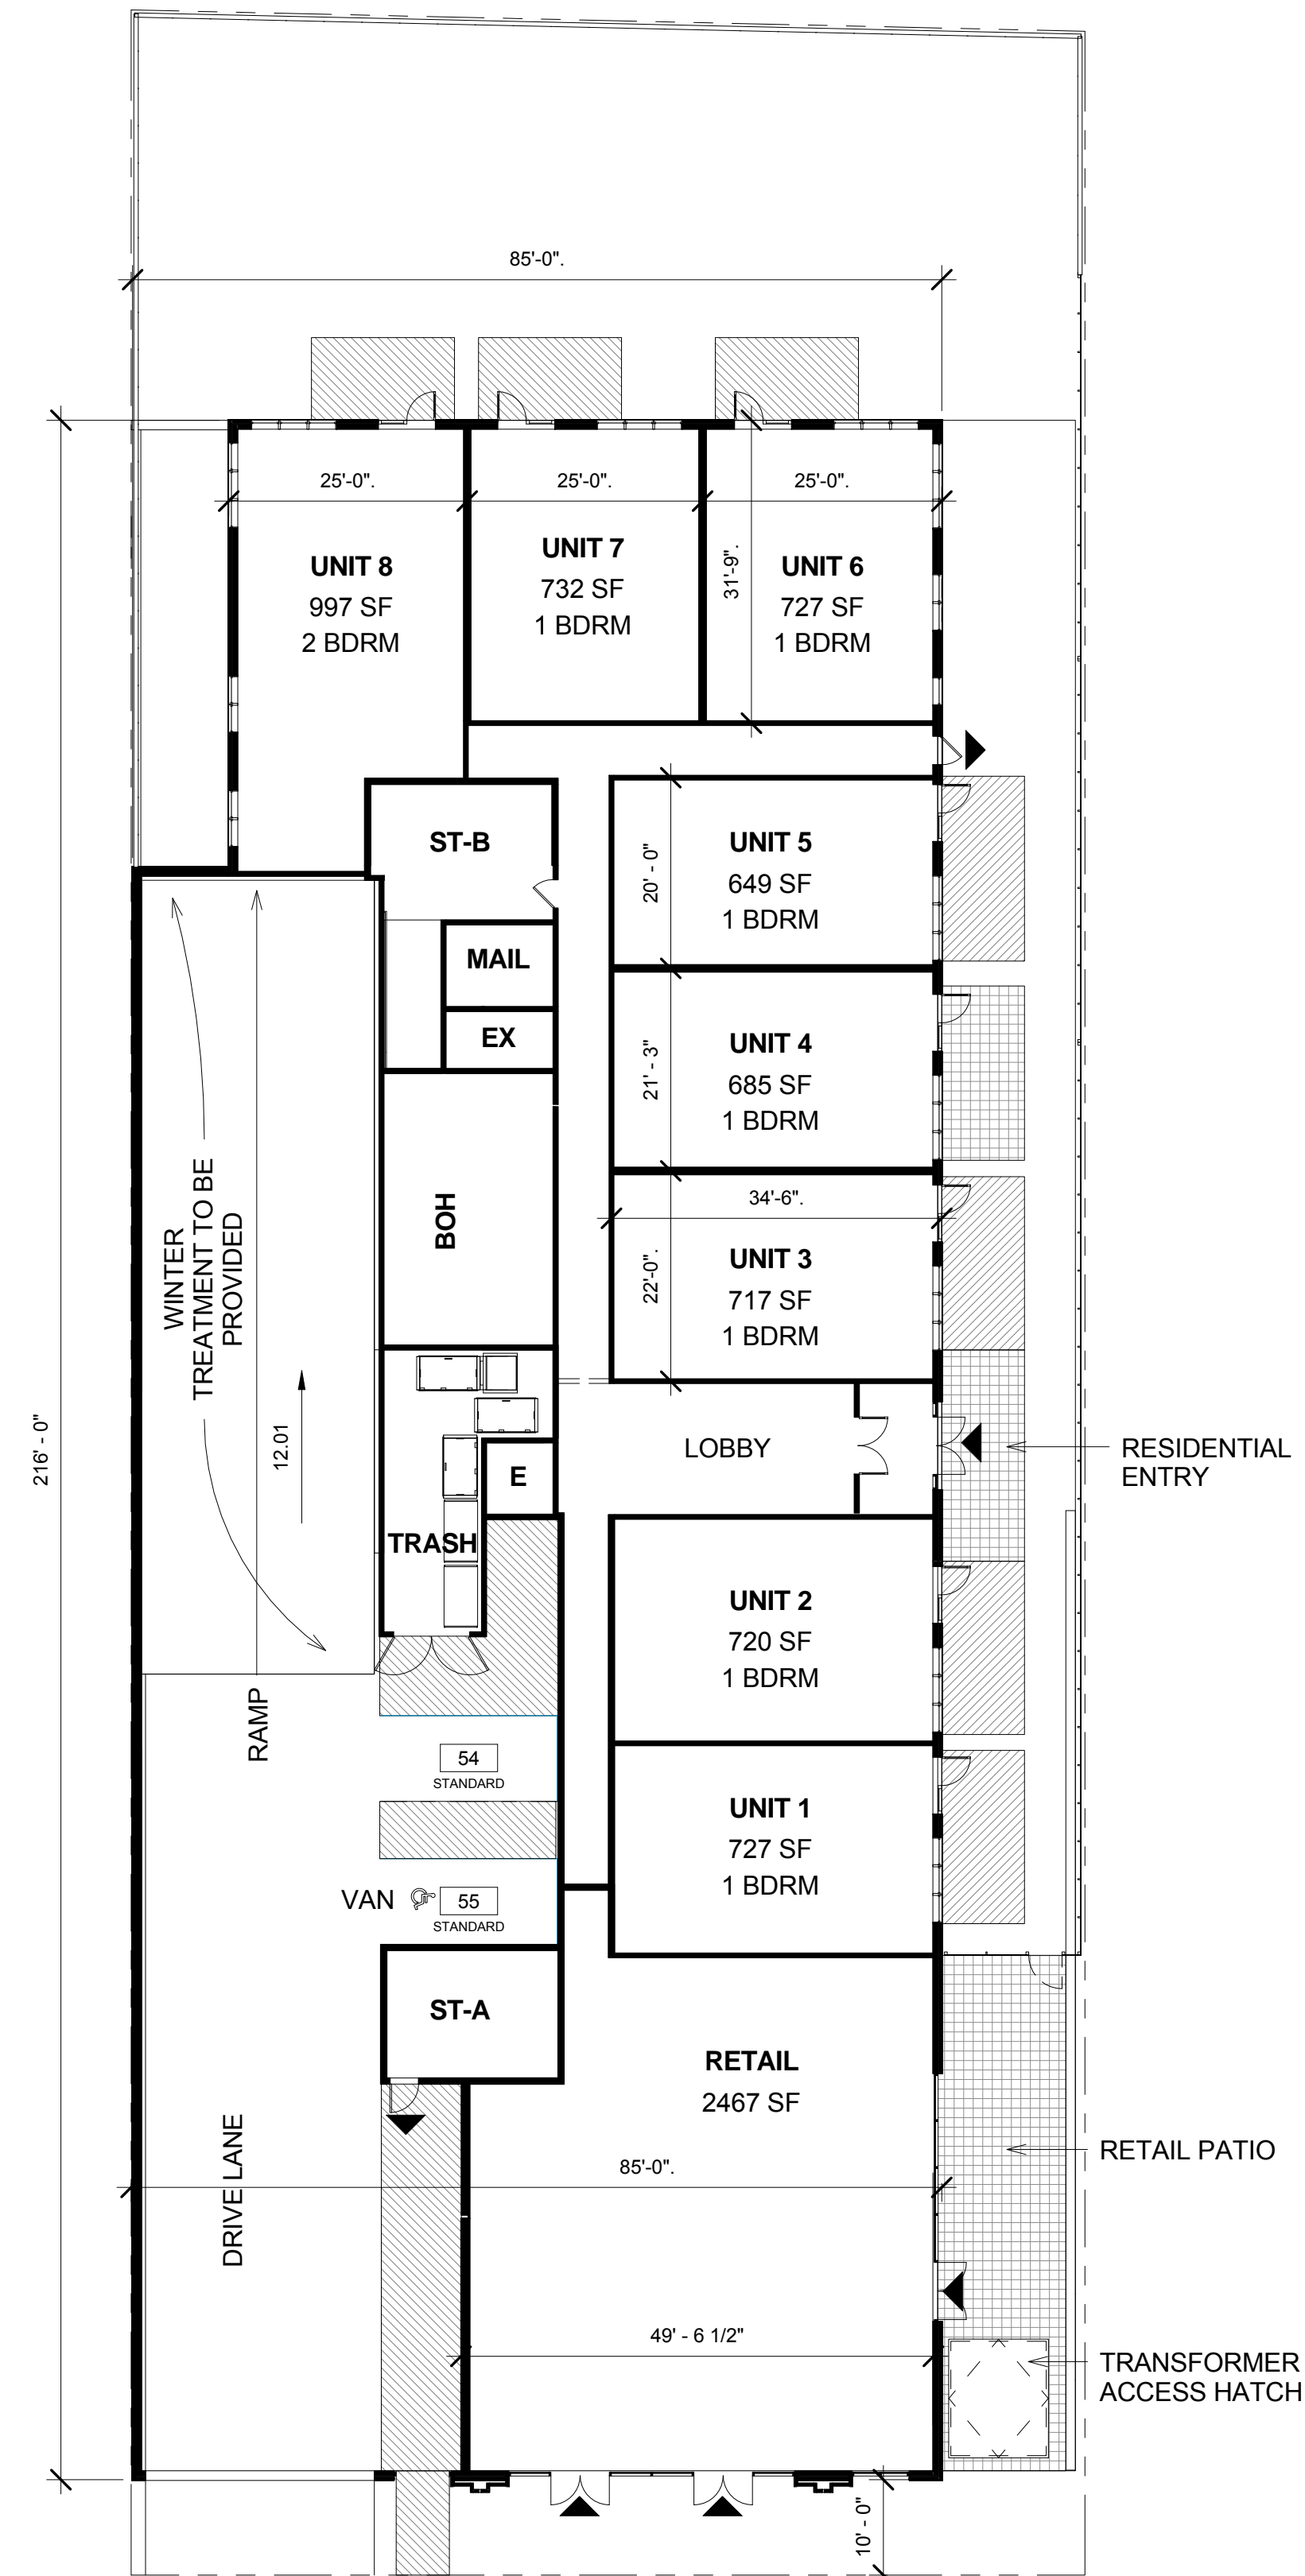 85'-0".
25'-0".
25'-0".
25'-0".
UNIT 8
997 SF
2 BDRM
UNIT 7
732 SF
1 BDRM
31'-9".
UNIT 6
727 SF
1 BDRM
ST-B
20' - 0"
UNIT 5
649 SF
1 BDRM
MAIL
EX
21' - 3"
UNIT 4
685 SF
1 BDRM
WINTER
TREATMENT TO BE
PROVIDED
BOH
34'-6".
22'-0".
UNIT 3
717 SF
1 BDRM
216' - 0"
12.01
LOBBY
RESIDENTIAL
ENTRY
E
TRASH
UNIT 2
720 SF
1 BDRM
RAMP
54
STANDARD
UNIT 1
727 SF
1 BDRM
VAN
55
STANDARD
ST-A
RETAIL
2467 SF
DRIVE LANE
85'-0".
RETAIL PATIO
49' - 6 1/2"
TRANSFORMER
ACCESS HATCH
10' - 0"